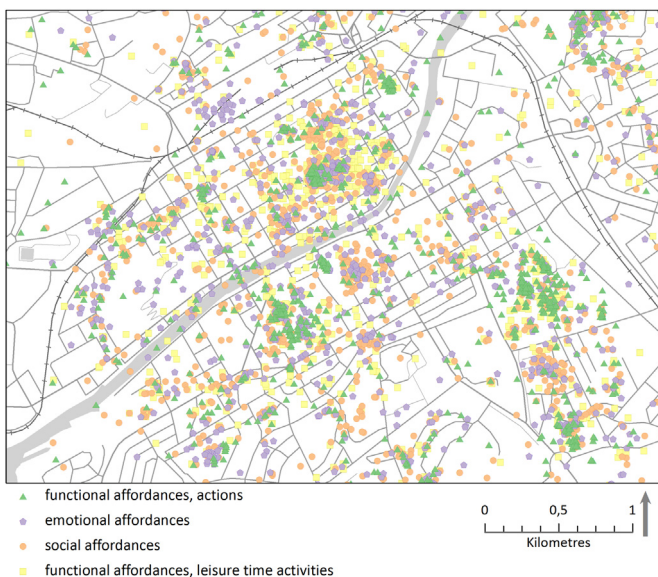 functional affordances, actions
emotional affordances
social affordances
functional affordances, leisure time activities
0 0,5 1
Kilometres